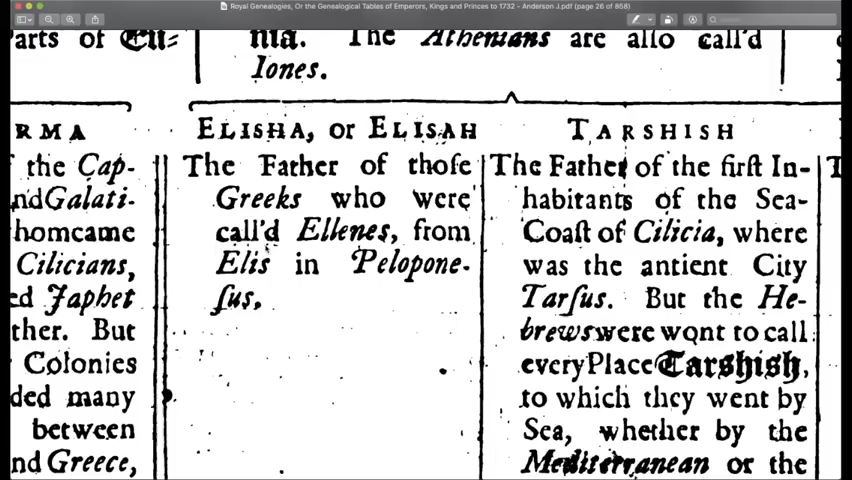 Royal Genealogies, Or the Genealogical Tables of Emperors, Kings and Princes to 1732 - Anderson J.pdf (page 26 of 858)
Search
arts of
nia. The Athenians are alſo call'd
Iones.
RMA
f the Cap-
nd Galati-
homcame
Cilicians,
ed Japhet
ther. But
Colonies
ded many
between
nd Greece,
ELISHA, or ELISAH
The Father of thoſe
Greeks who were
call'd Ellenes, from
Elis in Pelopone-
ſus.
TARSHISH
The Father of the firſt In-
habitants of the Sea-
Coaſt of Cilicia, where
was the antient City
Tarſus. But the He-
brews were wont to call
every Place Tarshish,
to which they went by
Sea, whether by the
Mediterranean or the